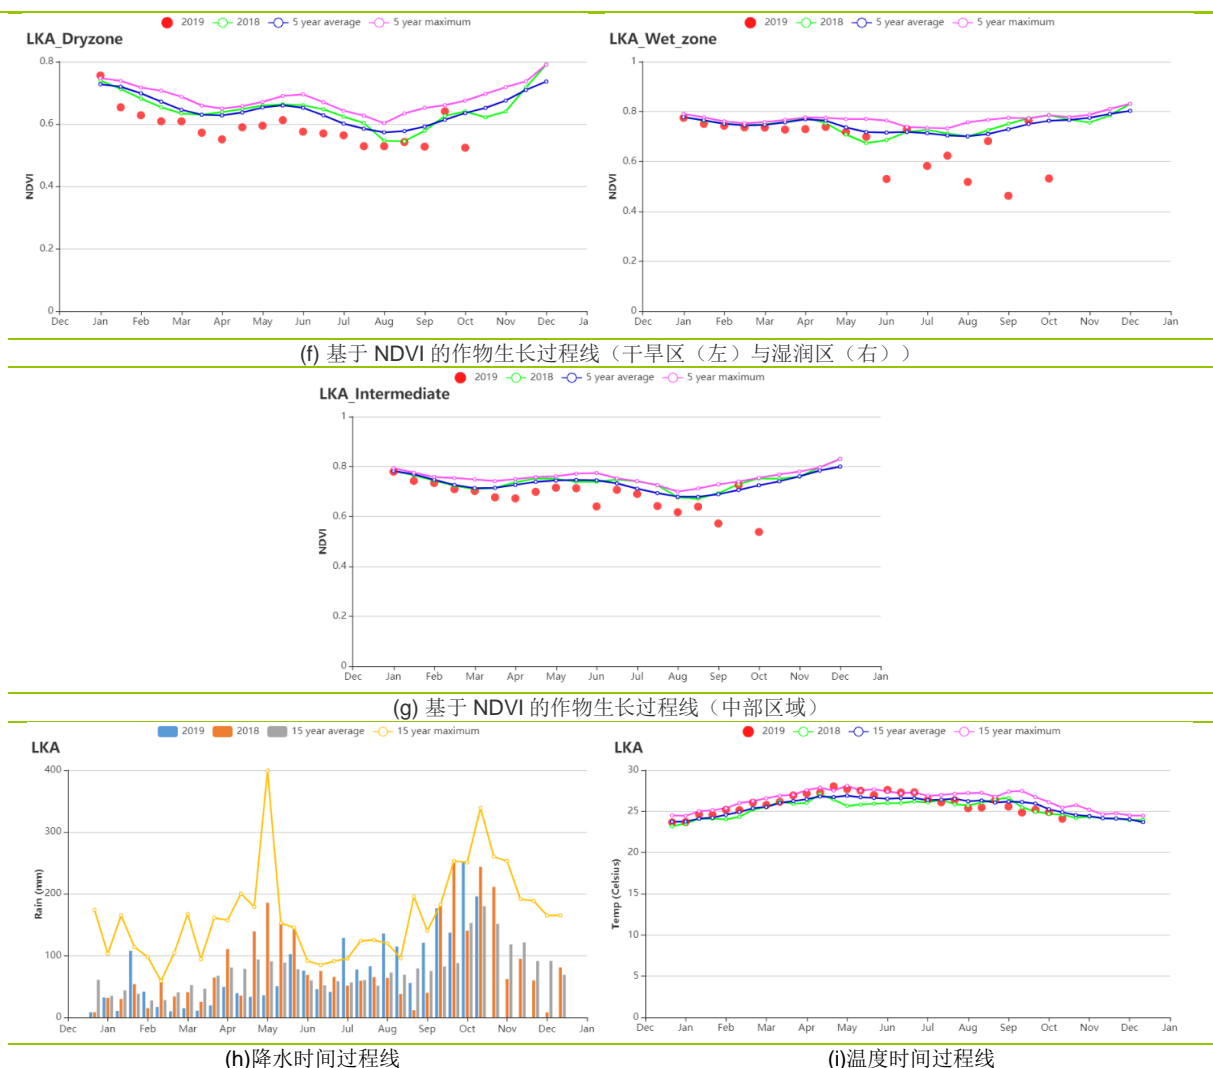 2019 2018 5 year average 5 year maximum
LKA_Dryzone
0.8
0.6
0.4
0.2
0
NDVI
Dec Jan Feb Mar Apr May Jun Jul Aug Sep Oct Nov Dec Ja
2019 2018 5 year average 5 year maximum
LKA_Wet_zone
1
0.8
0.6
0.4
0.2
0
NDVI
Dec Jan Feb Mar Apr May Jun Jul Aug Sep Oct Nov Dec Jan
(f) 基于 NDVI 的作物生长过程线（干旱区（左）与湿润区（右））
2019 2018 5 year average 5 year maximum
LKA_Intermediate
1
0.8
0.6
0.4
0.2
0
NDVI
Dec Jan Feb Mar Apr May Jun Jul Aug Sep Oct Nov Dec Jan
(g) 基于 NDVI 的作物生长过程线（中部区域）
2019 2018 15 year average 15 year maximum
LKA
400
300
200
100
0
Rain (mm)
Dec Jan Feb Mar Apr May Jun Jul Aug Sep Oct Nov Dec Jan
2019 2018 15 year average 15 year maximum
LKA
30
25
20
15
10
5
0
Temp (Celsius)
Dec Jan Feb Mar Apr May Jun Jul Aug Sep Oct Nov Dec Jan
(h)降水时间过程线
(i)温度时间过程线